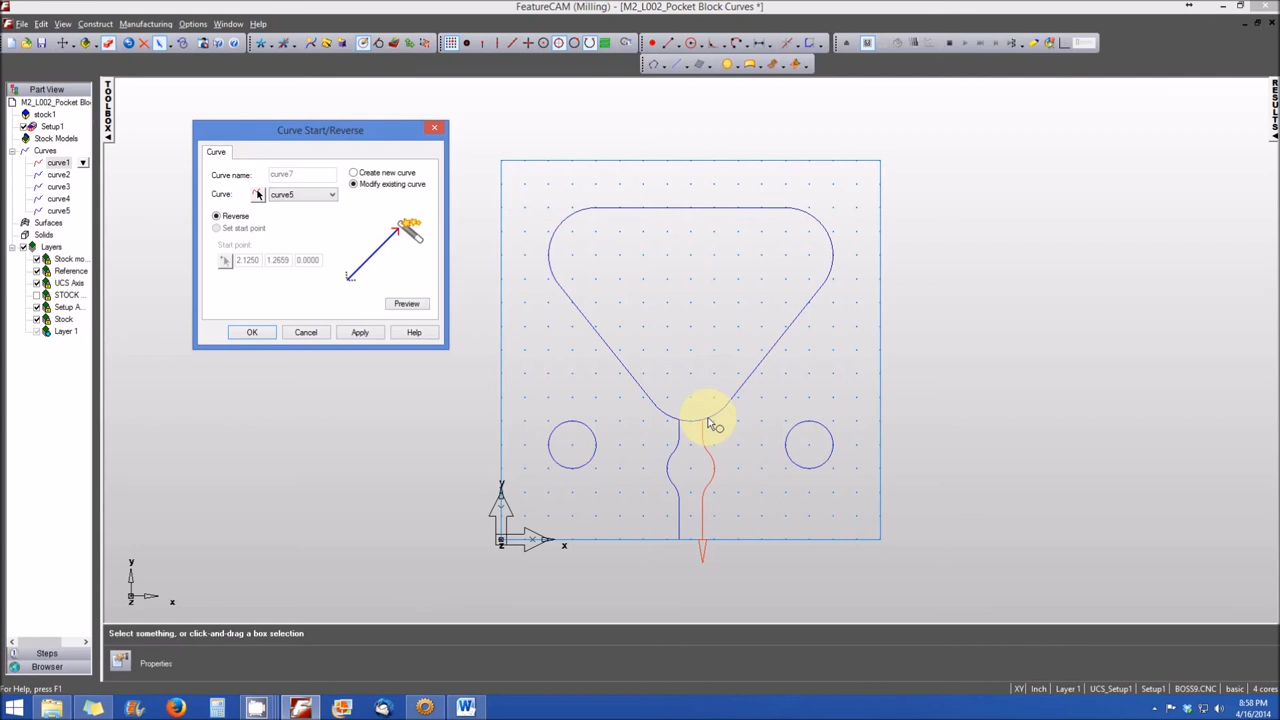 FeatureCAM (Milling) - [M2_L002_Pocket Block Curves *]
File Edit View Construct Manufacturing Options Window Help
Part View
M2_L002_Pocket Bloc
stock1
Setup1
Stock Models
Curves
curve1
curve2
curve3
curve4
curve5
Surfaces
Solids
Layers
Stock mo...
Reference
UCS Axis
STOCK ...
Setup A...
Stock
Layer 1
Steps
Browser
TOOLBOX
Curve Start/Reverse
Curve
Curve name: curve7
Create new curve
Modify existing curve
Curve: curve5
Reverse
Set start point
Start point:
2.1250 1.2659 0.0000
Preview
OK Cancel Apply Help
RESULTS
y
x
z
y
x
z
Select something, or click-and-drag a box selection
Properties
For Help, press F1
XY Inch Layer 1 UCS_Setup1 Setup1 BOSS9.CNC basic 4 cores
8:58 PM
4/16/2014